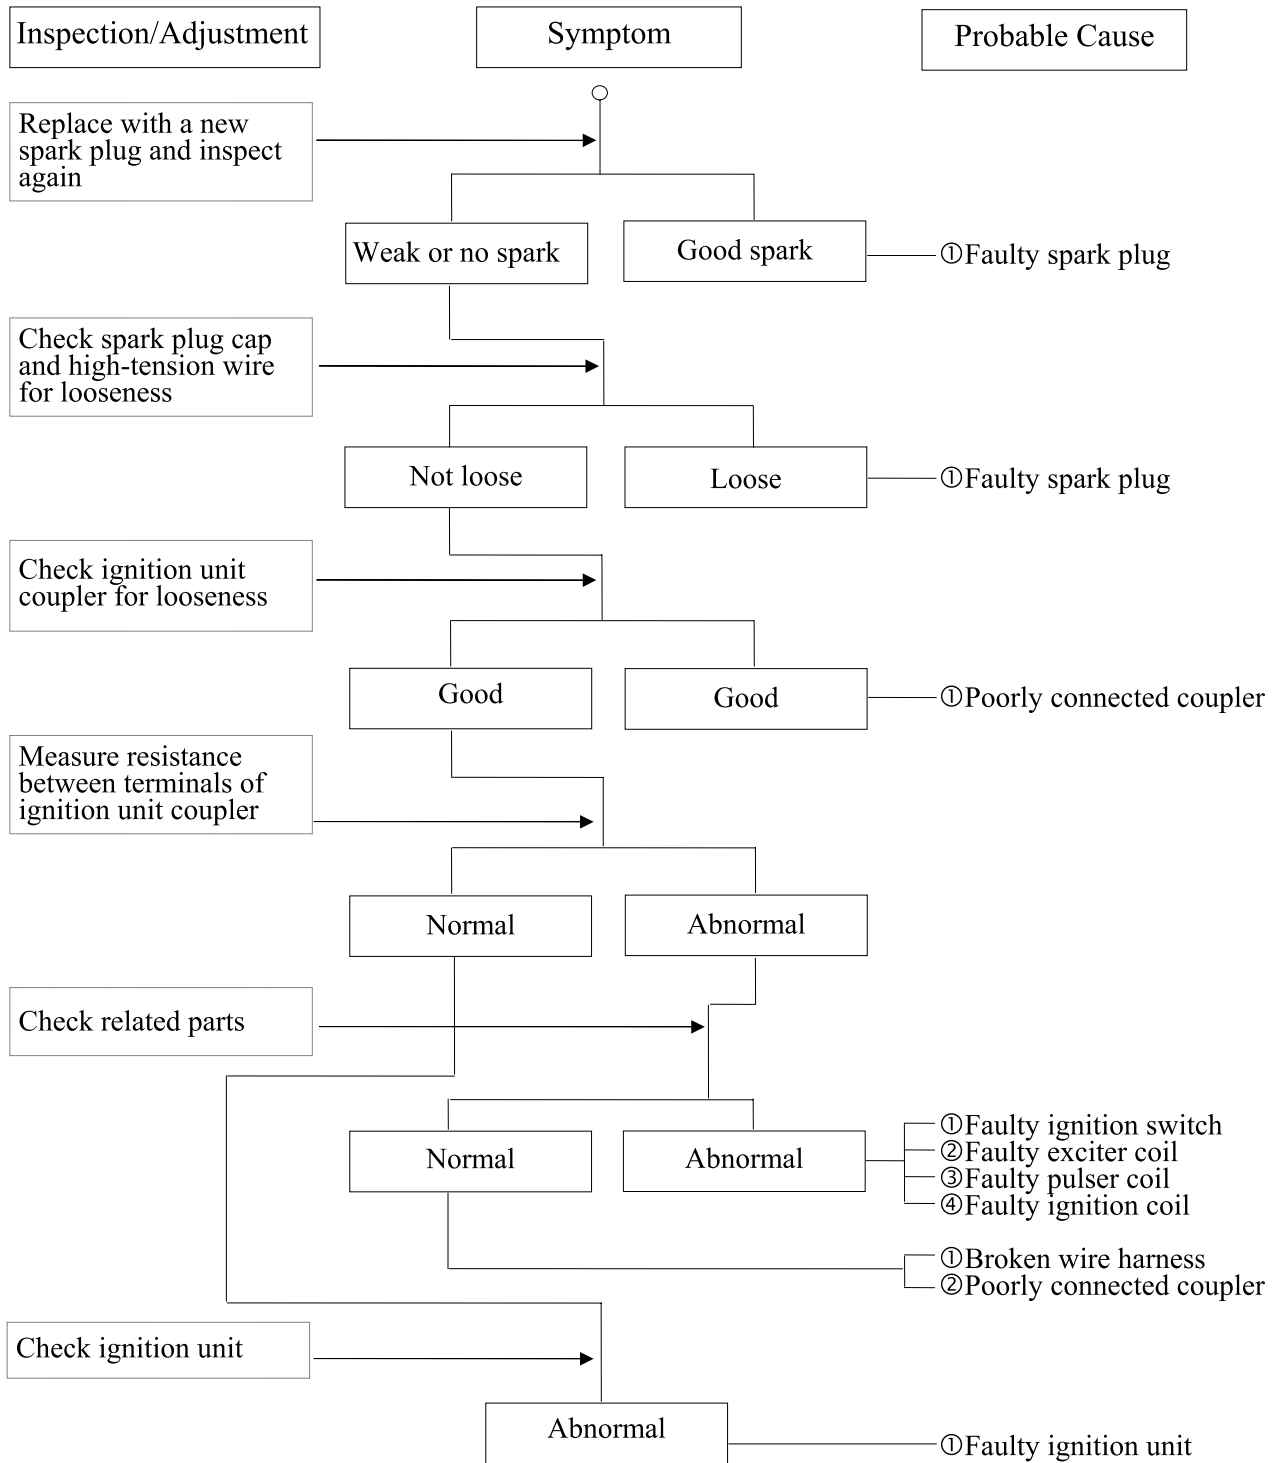 Inspection/Adjustment
Symptom
Probable Cause
Replace with a new
spark plug and inspect
again
Weak or no spark
Good spark
①Faulty spark plug
Check spark plug cap
and high-tension wire
for looseness
Not loose
Loose
①Faulty spark plug
Check ignition unit
coupler for looseness
Good
Good
①Poorly connected coupler
Measure resistance
between terminals of
ignition unit coupler
Normal
Abnormal
Check related parts
Normal
Abnormal
①Faulty ignition switch
②Faulty exciter coil
③Faulty pulser coil
④Faulty ignition coil
①Broken wire harness
②Poorly connected coupler
Check ignition unit
Abnormal
①Faulty ignition unit